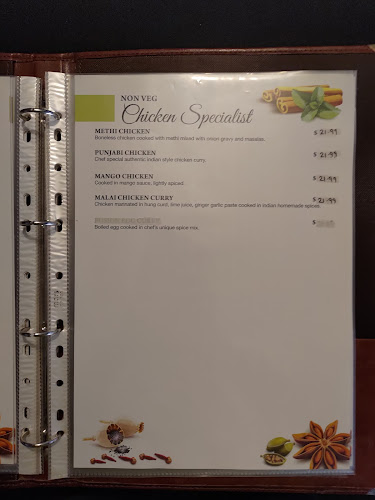 NON VEG
Chicken Specialist
METHI CHICKEN $ 21.99
Boneless chicken cooked with methi mixed with onion gravy and masalas.
PUNJABI CHICKEN $ 21.99
Chef special authentic indian style chicken curry.
MANGO CHICKEN $ 21.99
Cooked in mango sauce, lightly spiced.
MALAI CHICKEN CURRY $ 21.99
Chicken marinated in hung curd, lime juice, ginger garlic paste cooked in indian homemade spices.
$
Boiled egg cooked in chef's unique spice mix.